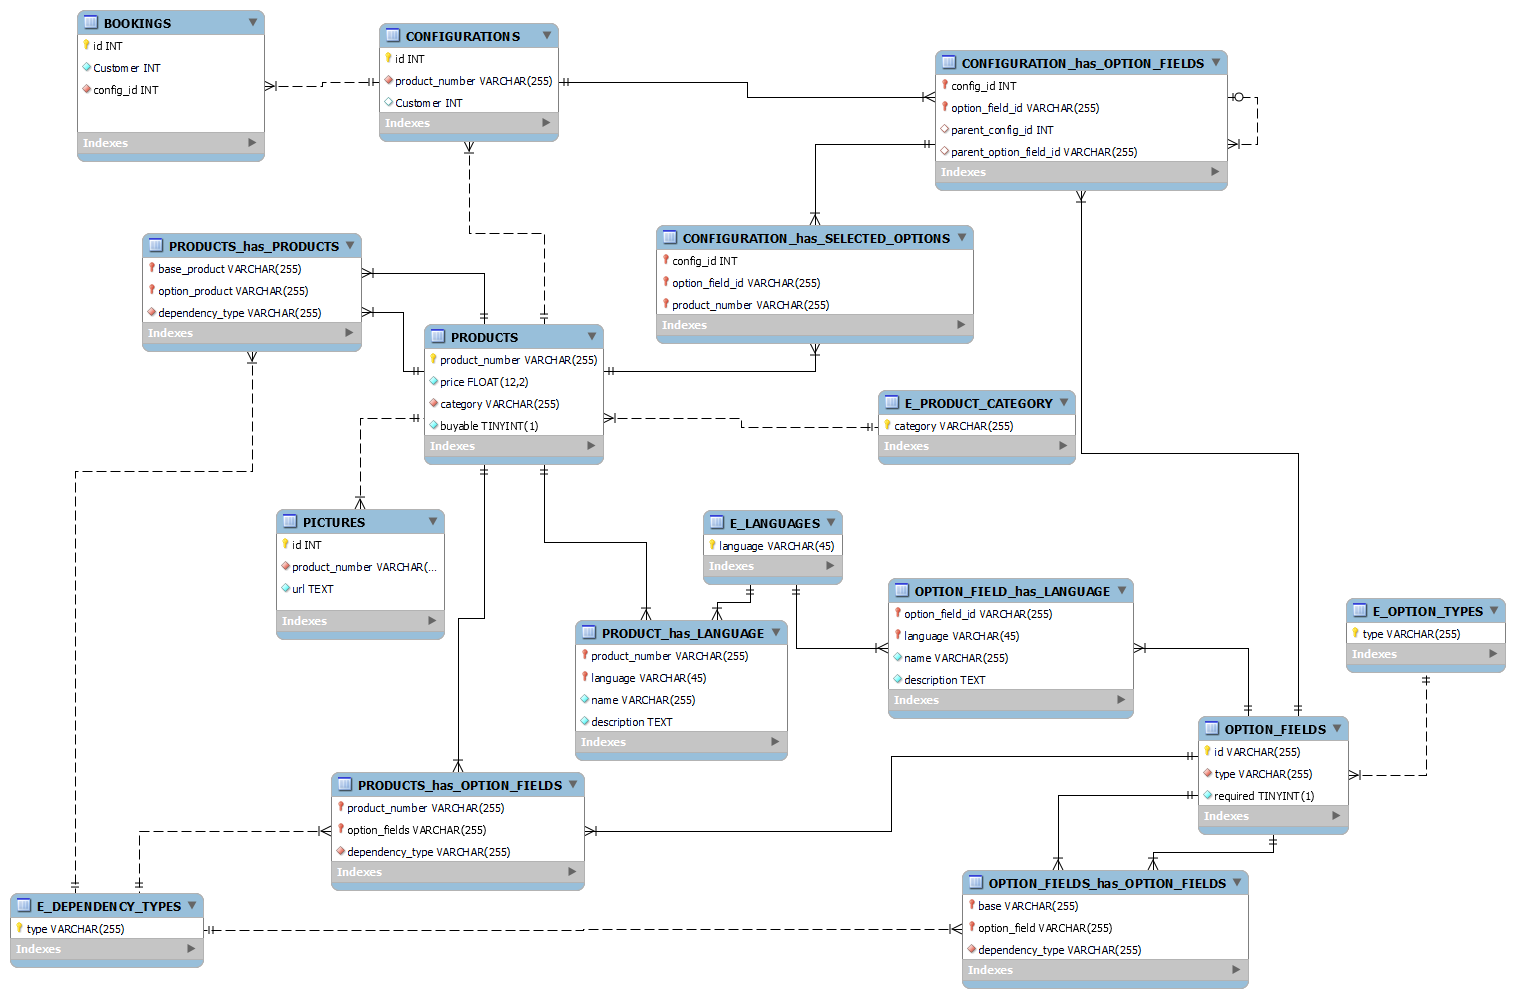 BOOKINGS
id INT
Customer INT
config_id INT
Indexes
CONFIGURATIONS
id INT
product_number VARCHAR(255)
Customer INT
Indexes
CONFIGURATION_has_OPTION_FIELDS
config_id INT
option_field_id VARCHAR(255)
parent_config_id INT
parent_option_field_id VARCHAR(255)
Indexes
PRODUCTS_has_PRODUCTS
base_product VARCHAR(255)
option_product VARCHAR(255)
dependency_type VARCHAR(255)
Indexes
CONFIGURATION_has_SELECTED_OPTIONS
config_id INT
option_field_id VARCHAR(255)
product_number VARCHAR(255)
Indexes
PRODUCTS
product_number VARCHAR(255)
price FLOAT(12,2)
category VARCHAR(255)
buyable TINYINT(1)
Indexes
E_PRODUCT_CATEGORY
category VARCHAR(255)
Indexes
PICTURES
id INT
product_number VARCHAR(...
url TEXT
Indexes
E_LANGUAGES
language VARCHAR(45)
Indexes
PRODUCT_has_LANGUAGE
product_number VARCHAR(255)
language VARCHAR(45)
name VARCHAR(255)
description TEXT
Indexes
OPTION_FIELD_has_LANGUAGE
option_field_id VARCHAR(255)
language VARCHAR(45)
name VARCHAR(255)
description TEXT
Indexes
E_OPTION_TYPES
type VARCHAR(255)
Indexes
OPTION_FIELDS
id VARCHAR(255)
type VARCHAR(255)
required TINYINT(1)
Indexes
PRODUCTS_has_OPTION_FIELDS
product_number VARCHAR(255)
option_fields VARCHAR(255)
dependency_type VARCHAR(255)
Indexes
E_DEPENDENCY_TYPES
type VARCHAR(255)
Indexes
OPTION_FIELDS_has_OPTION_FIELDS
base VARCHAR(255)
option_field VARCHAR(255)
dependency_type VARCHAR(255)
Indexes